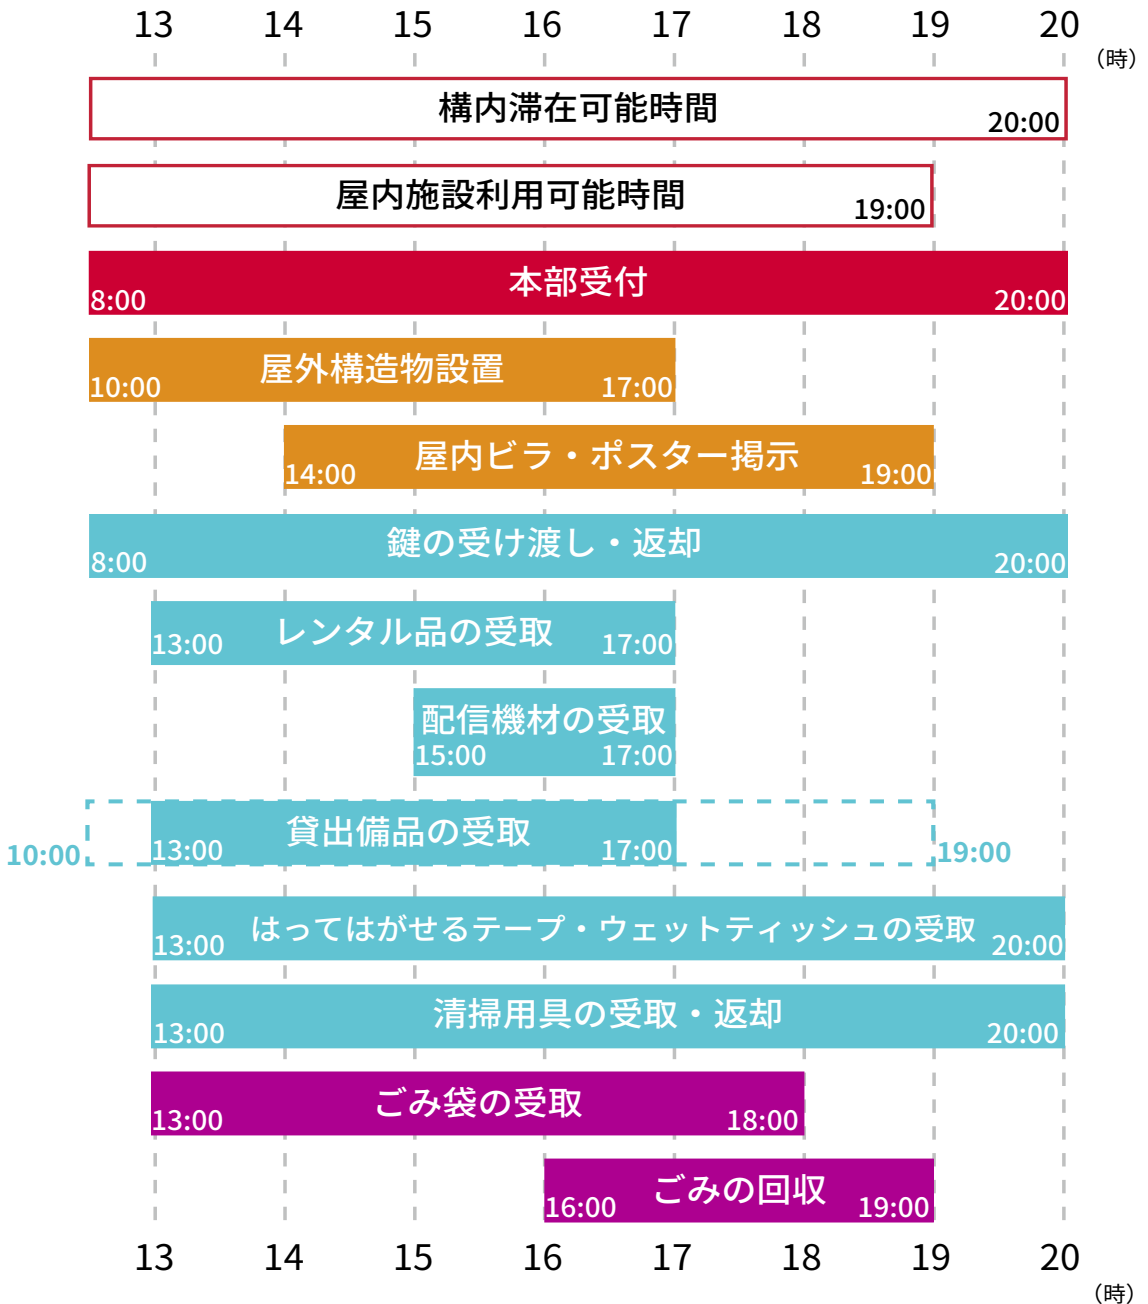 13 14 15 16 17 18 19 20
（時）
構内滞在可能時間
20:00
屋内施設利用可能時間
19:00
本部受付
8:00 20:00
屋外構造物設置
10:00 17:00
屋内ビラ・ポスター掲示
14:00 19:00
鍵の受け渡し・返却
8:00 20:00
レンタル品の受取
13:00 17:00
配信機材の受取
15:00 17:00
貸出備品の受取
10:00 13:00 17:00 19:00
はってはがせるテープ・ウェットティッシュの受取
13:00 20:00
清掃用具の受取・返却
13:00 20:00
ごみ袋の受取
13:00 18:00
ごみの回収
16:00 19:00
13 14 15 16 17 18 19 20
（時）